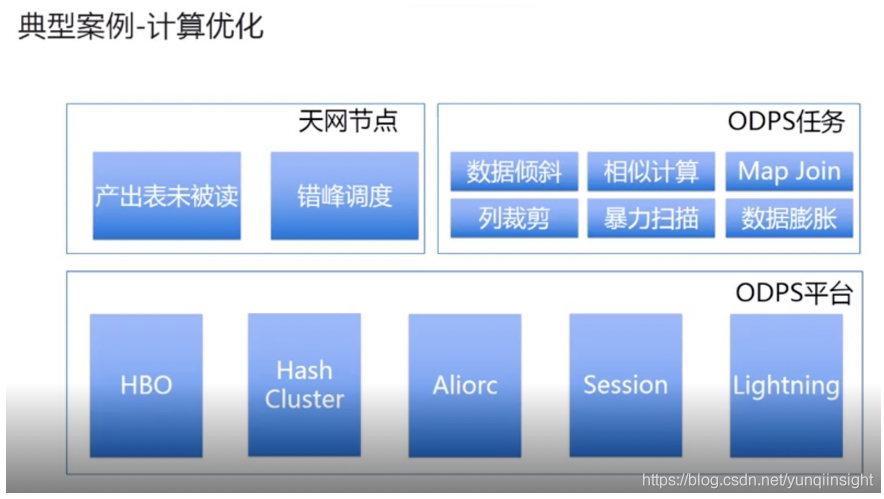 典型案例-计算优化
天网节点
产出表未被读
错峰调度
ODPS任务
数据倾斜
相似计算
Map Join
列裁剪
暴力扫描
数据膨胀
ODPS平台
HBO
Hash
Cluster
Aliorc
Session
Lightning
https://blog.csdn.net/yunqiinsight